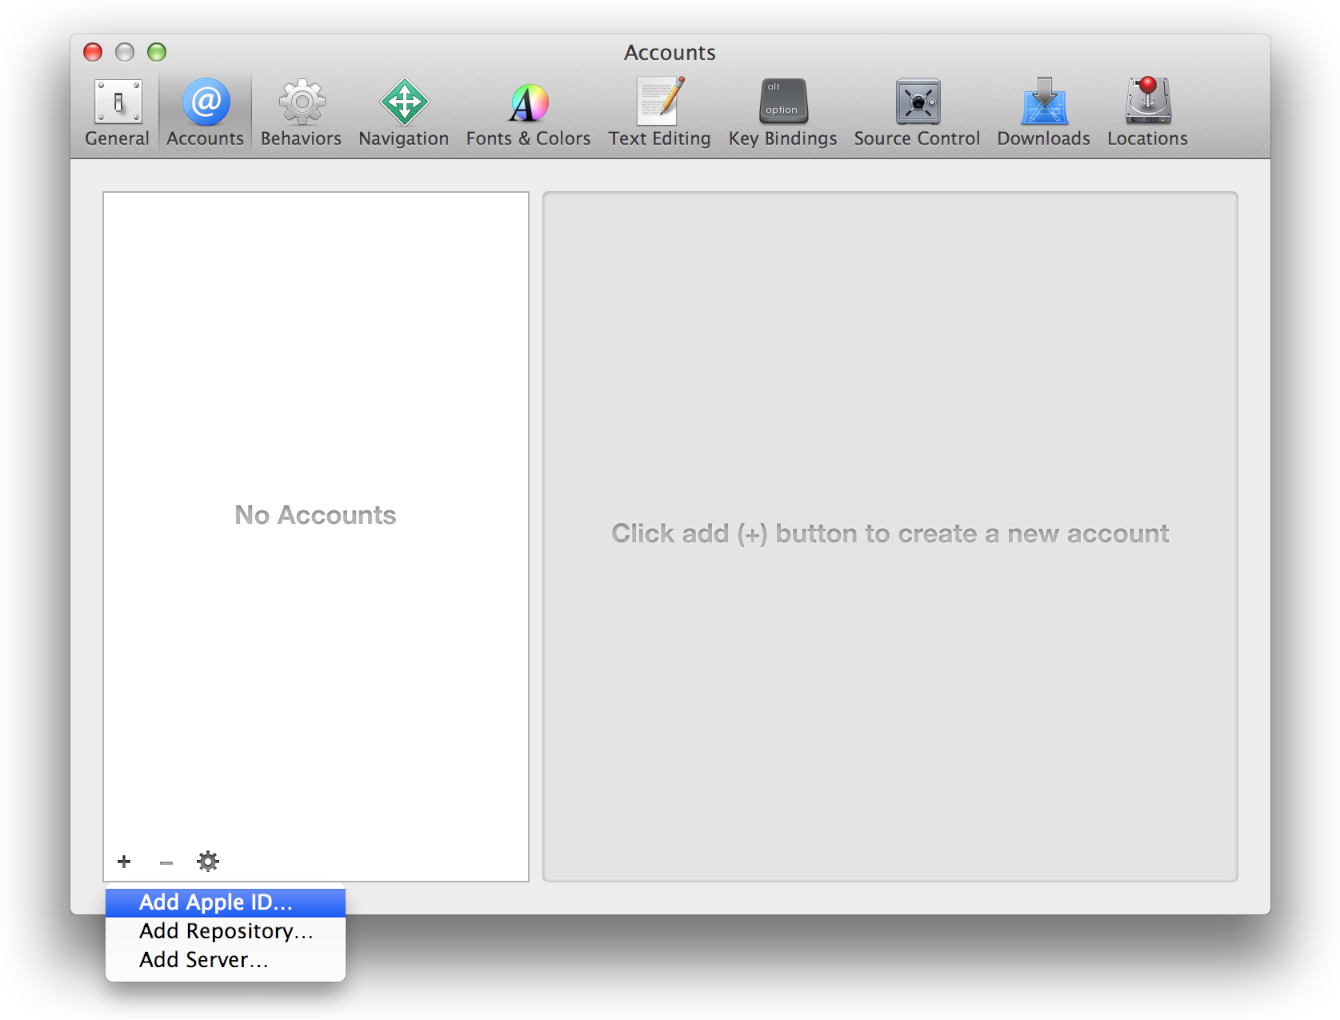 Accounts
General Accounts Behaviors Navigation Fonts & Colors Text Editing Key Bindings Source Control Downloads Locations
alt
option
No Accounts
Click add (+) button to create a new account
Add Apple ID...
Add Repository...
Add Server...